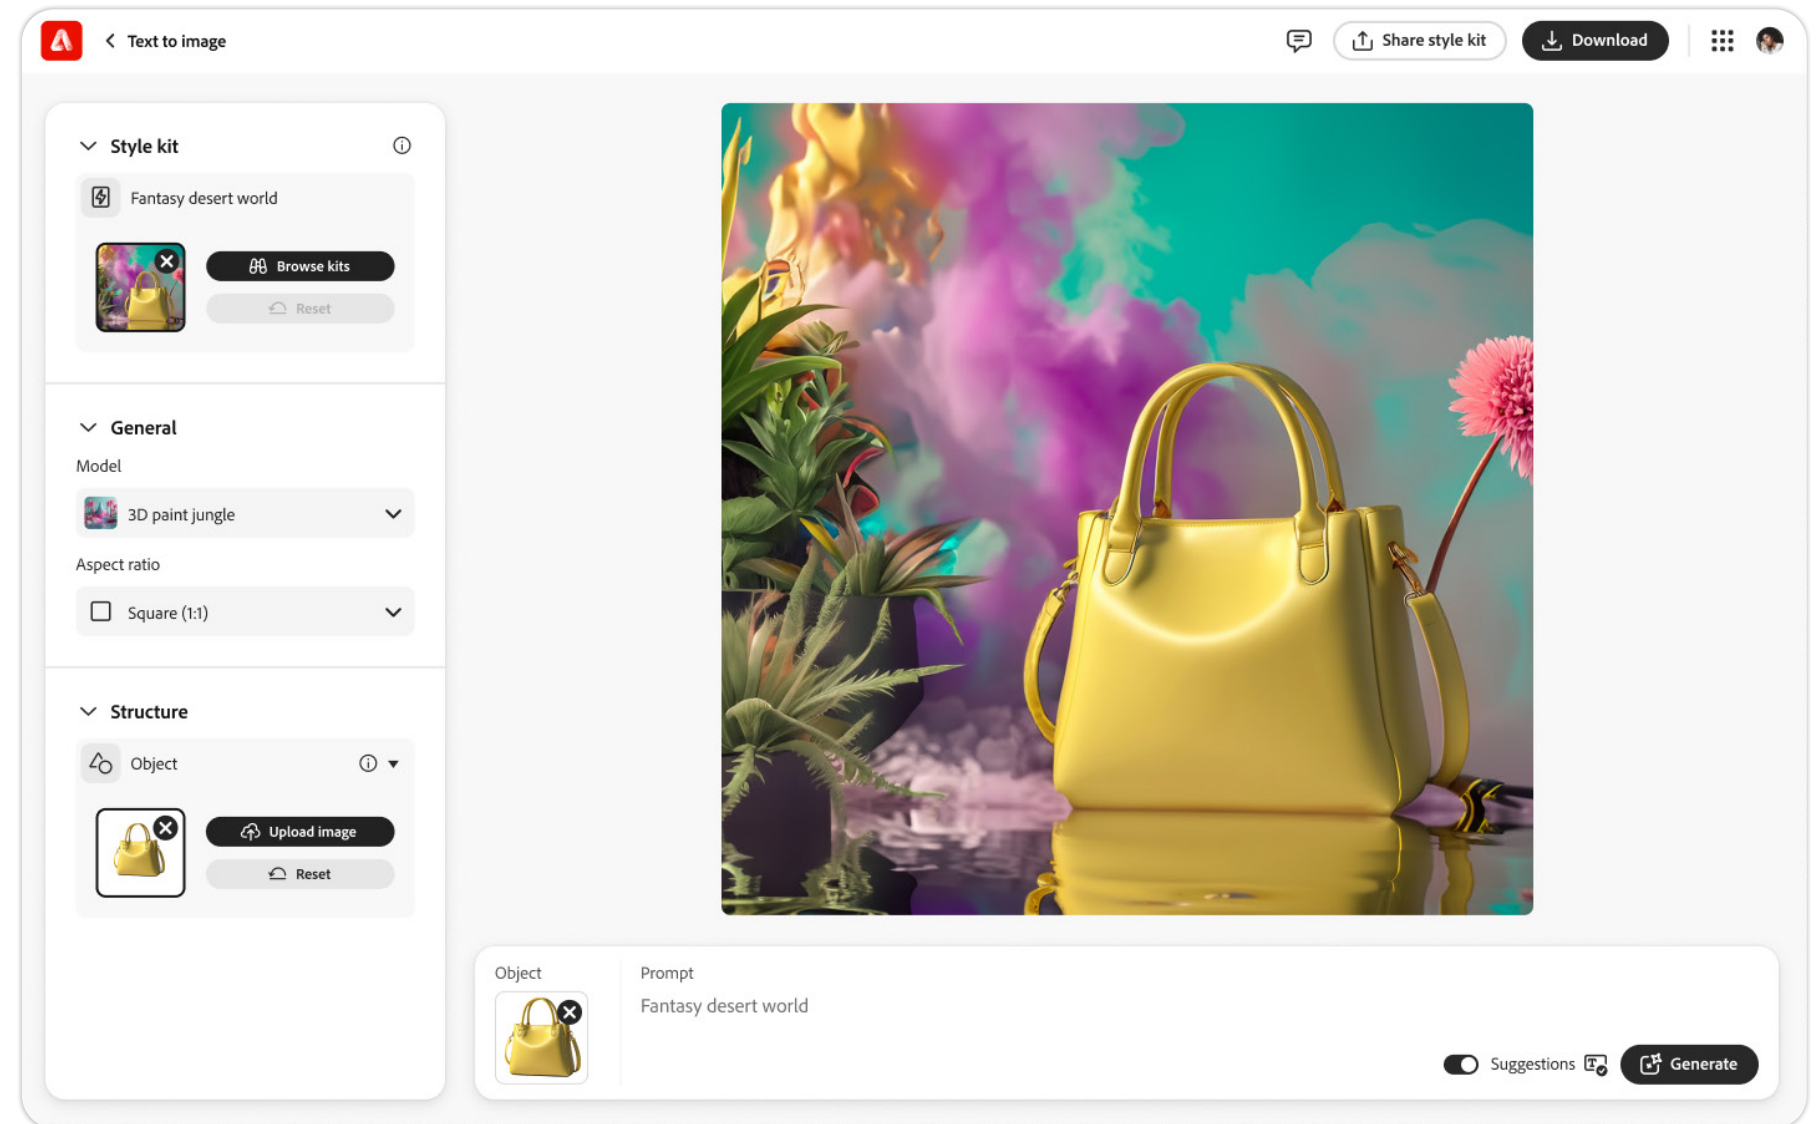 Text to image
Share style kit
Download
Style kit
Fantasy desert world
Browse kits
Reset
General
Model
3D paint jungle
Aspect ratio
Square (1:1)
Structure
Object
Upload image
Reset
Object
Prompt
Fantasy desert world
Suggestions
Generate